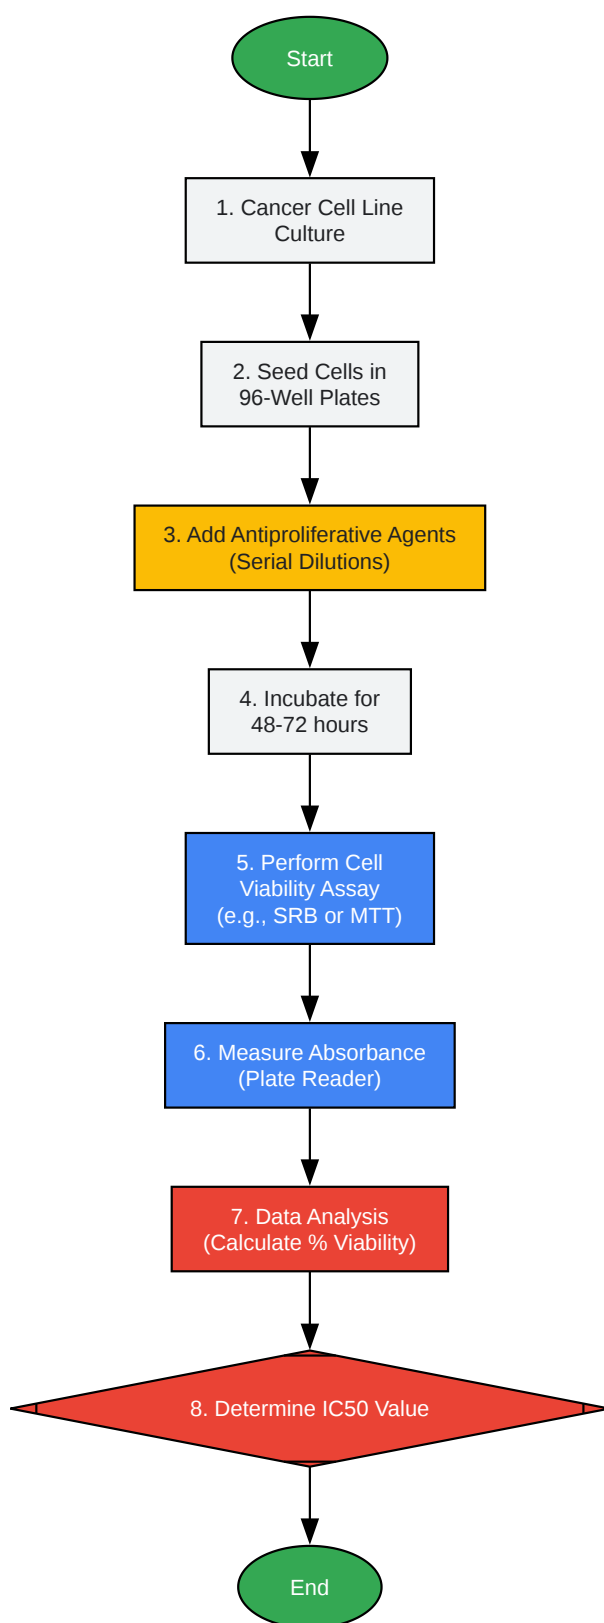 Start
1. Cancer Cell Line
Culture
2. Seed Cells in
96-Well Plates
3. Add Antiproliferative Agents
(Serial Dilutions)
4. Incubate for
48-72 hours
5. Perform Cell
Viability Assay
(e.g., SRB or MTT)
6. Measure Absorbance
(Plate Reader)
7. Data Analysis
(Calculate % Viability)
8. Determine IC50 Value
End